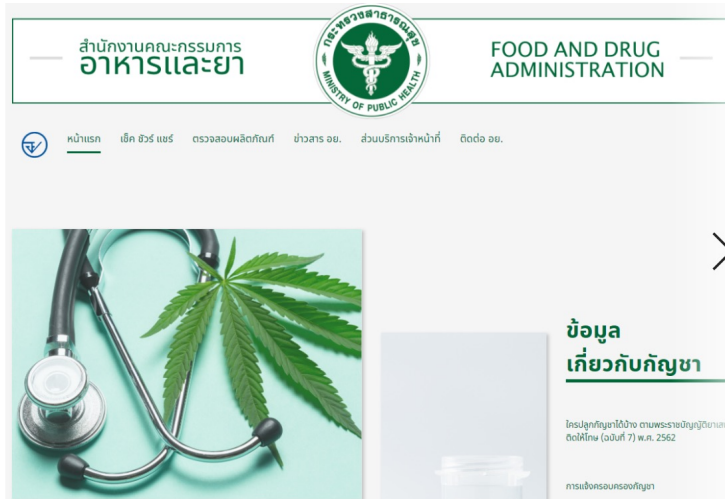 สำนักงานคณะกรรมการ
อาหารและยา
กระทรวงสาธารณสุข
MINISTRY OF PUBLIC HEALTH
FOOD AND DRUG
ADMINISTRATION
หน้าแรก เช็ค ชัวร์ แชร์ ตรวจสอบผลิตภัณฑ์ ข่าวสาร อย. ส่วนบริการเจ้าหน้าที่ ติดต่อ อย.
ข้อมูล
เกี่ยวกับกัญชา
ใครปลูกกัญชาได้บ้าง ตามพระราชบัญญัติยาเส
ติดให้โทษ (ฉบับที่ 7) พ.ศ. 2562
การแจ้งครอบครองกัญชา